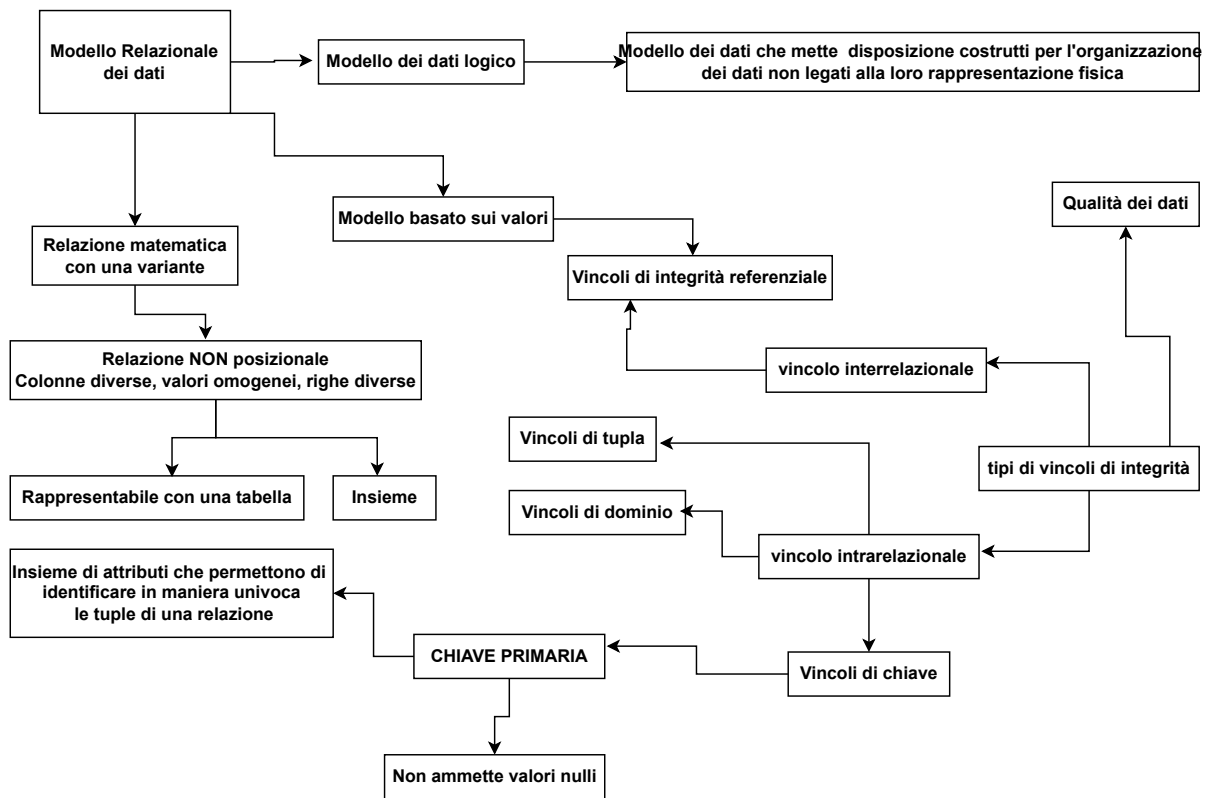 Modello Relazionale
dei dati
Modello dei dati logico
Modello dei dati che mette disposizione costrutti per l'organizzazione
dei dati non legati alla loro rappresentazione fisica
Modello basato sui valori
Qualità dei dati
Relazione matematica
con una variante
Vincoli di integrità referenziale
Relazione NON posizionale
Colonne diverse, valori omogenei, righe diverse
vincolo interrelazionale
Vincoli di tupla
tipi di vincoli di integrità
Rappresentabile con una tabella
Insieme
Vincoli di dominio
vincolo intrarelazionale
Insieme di attributi che permettono di
identificare in maniera univoca
le tuple di una relazione
CHIAVE PRIMARIA
Vincoli di chiave
Non ammette valori nulli